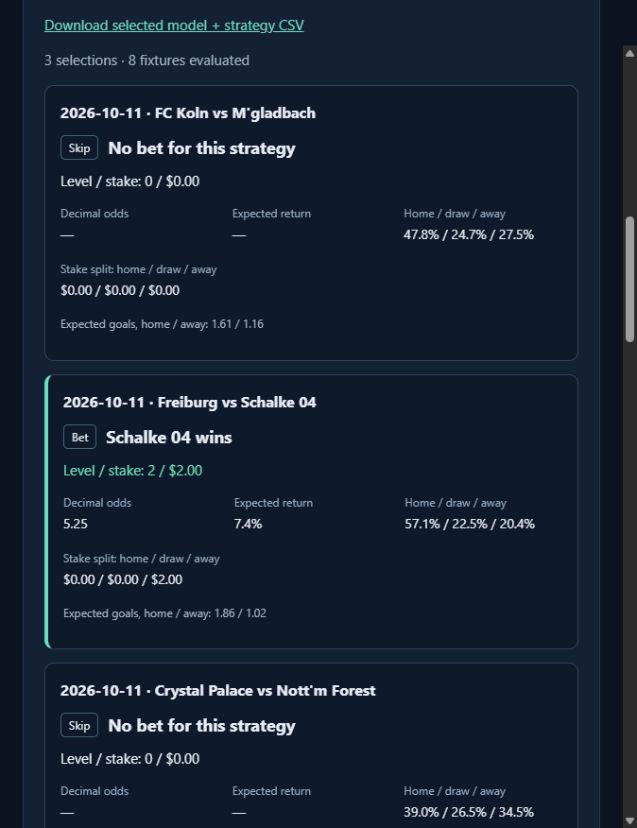 Download selected model + strategy CSV
3 selections · 8 fixtures evaluated
2026-10-11 · FC Koln vs M'gladbach
Skip No bet for this strategy
Level / stake: 0 / $0.00
Decimal odds Expected return Home / draw / away
— — 47.8% / 24.7% / 27.5%
Stake split: home / draw / away
$0.00 / $0.00 / $0.00
Expected goals, home / away: 1.61 / 1.16
2026-10-11 · Freiburg vs Schalke 04
Bet Schalke 04 wins
Level / stake: 2 / $2.00
Decimal odds Expected return Home / draw / away
5.25 7.4% 57.1% / 22.5% / 20.4%
Stake split: home / draw / away
$0.00 / $0.00 / $2.00
Expected goals, home / away: 1.86 / 1.02
2026-10-11 · Crystal Palace vs Nott'm Forest
Skip No bet for this strategy
Level / stake: 0 / $0.00
Decimal odds Expected return Home / draw / away
— — 39.0% / 26.5% / 34.5%